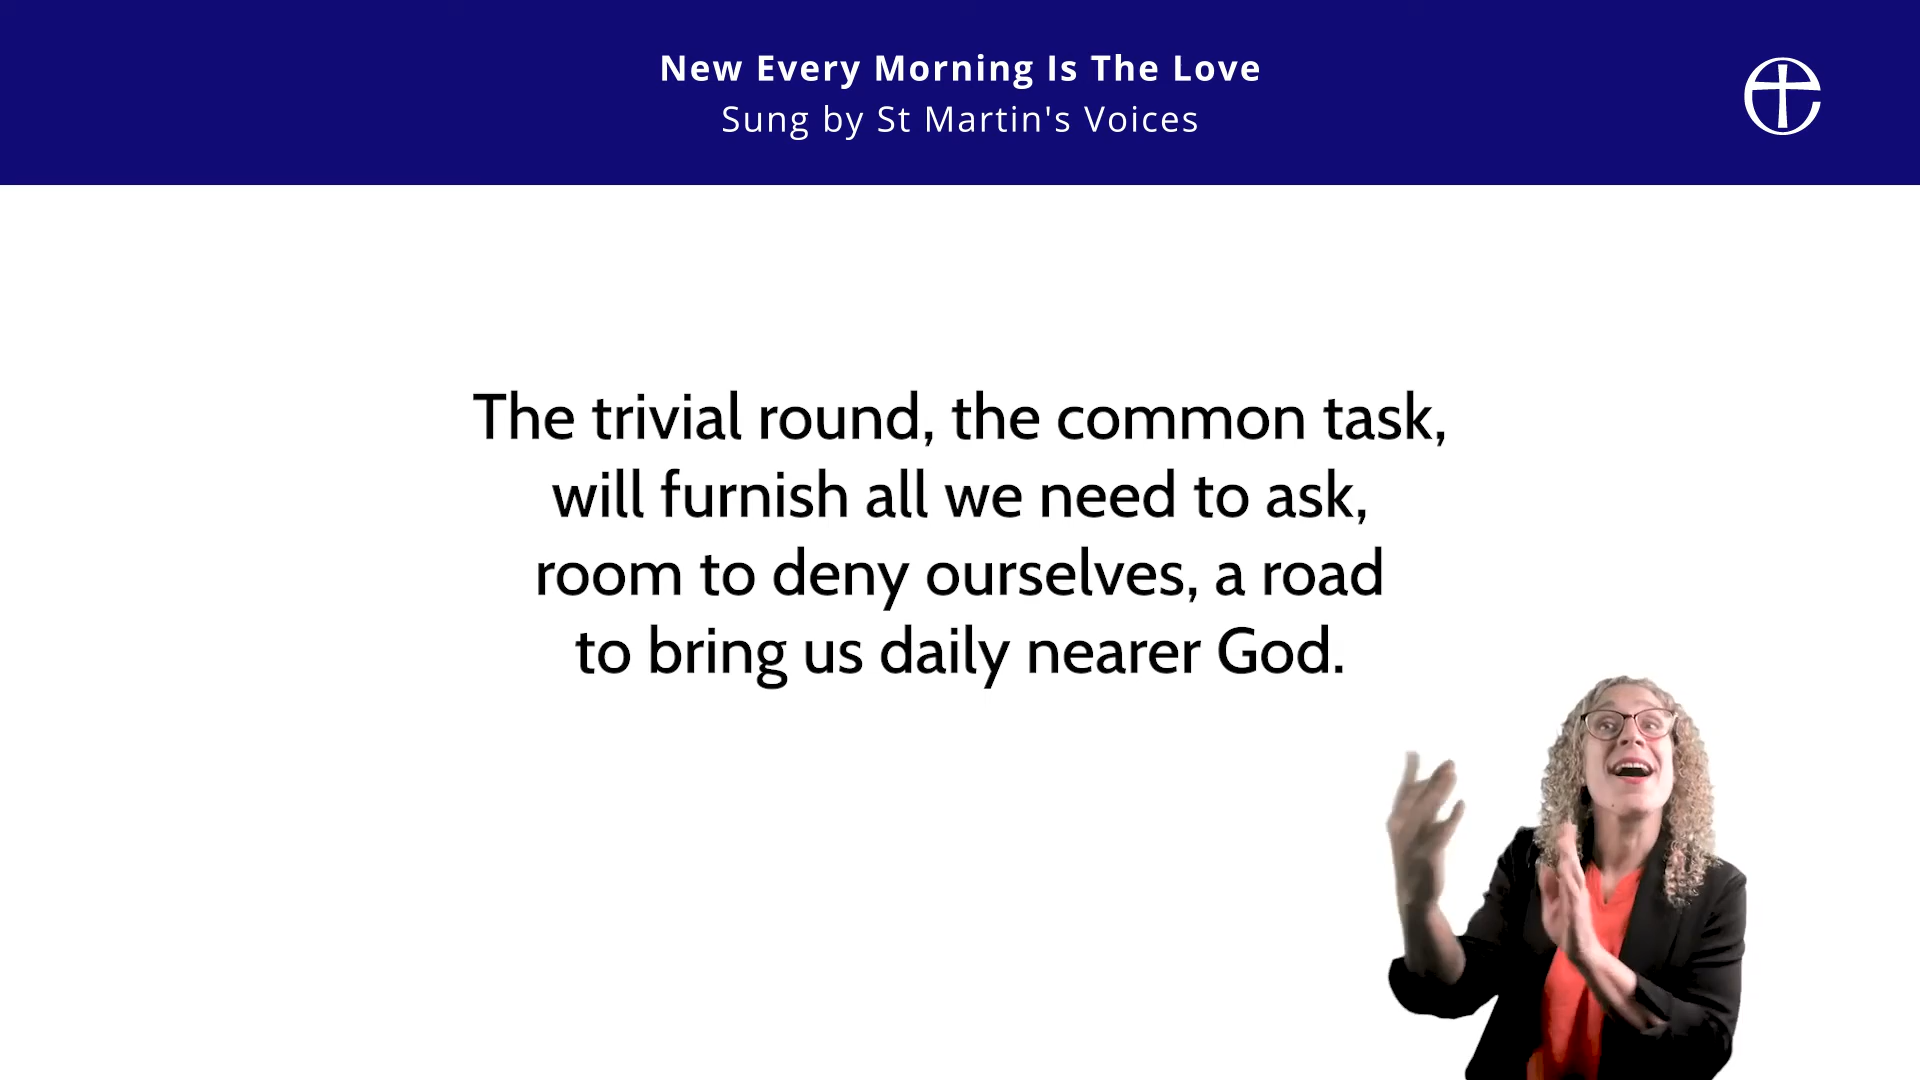 New Every Morning Is The Love
Sung by St Martin's Voices
The trivial round, the common task,
will furnish all we need to ask,
room to deny ourselves, a road
to bring us daily nearer God.